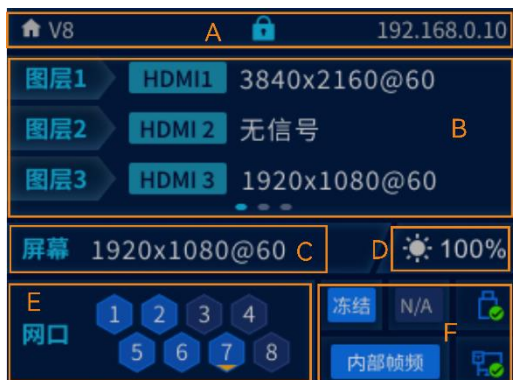 V8 A 192.168.0.10
图层1 HDMI1 3840x2160@60
图层2 HDMI 2 无信号 B
图层3 HDMI 3 1920x1080@60
屏幕 1920x1080@60 C D 100%
E 1 2 3 4 冻结 N/A
网口 5 6 7 8 内部帧频 F